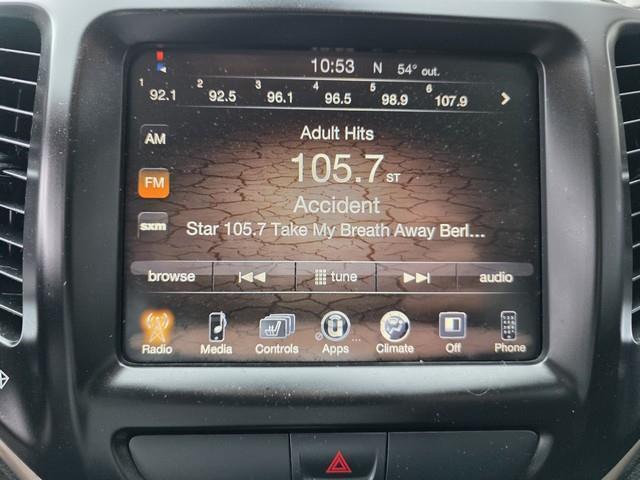 10:53 N 54° out.
1 92.1 2 92.5 3 96.1 4 96.5 5 98.9 6 107.9
AM
Adult Hits
FM
105.7 ST
Accident
sxm
Star 105.7 Take My Breath Away Berl...
browse tune audio
Radio Media Controls Apps ... Climate Off Phone